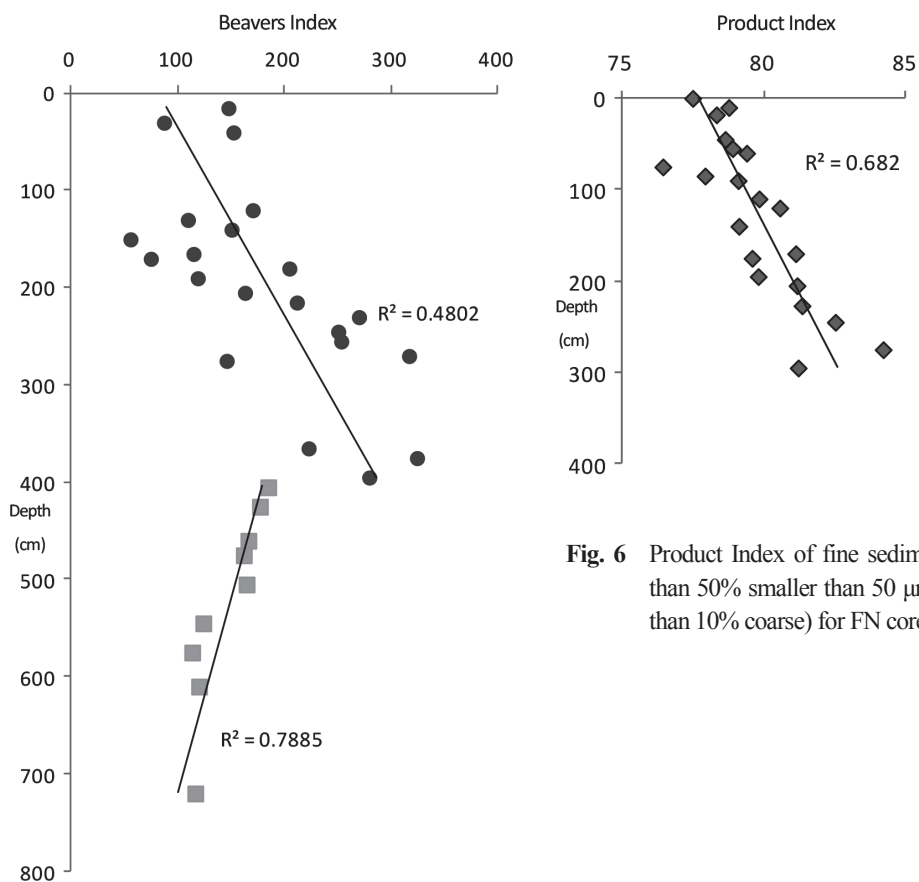 Beavers Index
0 100 200 300 400
0
100
200
300
400
Depth
(cm)
500
600
700
800
R² = 0.4802
R² = 0.7885
Product Index
75 80 85
0
100
200
Depth
(cm)
300
400
R² = 0.682
Fig. 6 Product Index of fine sedim
than 50% smaller than 50 μm
than 10% coarse) for FN core